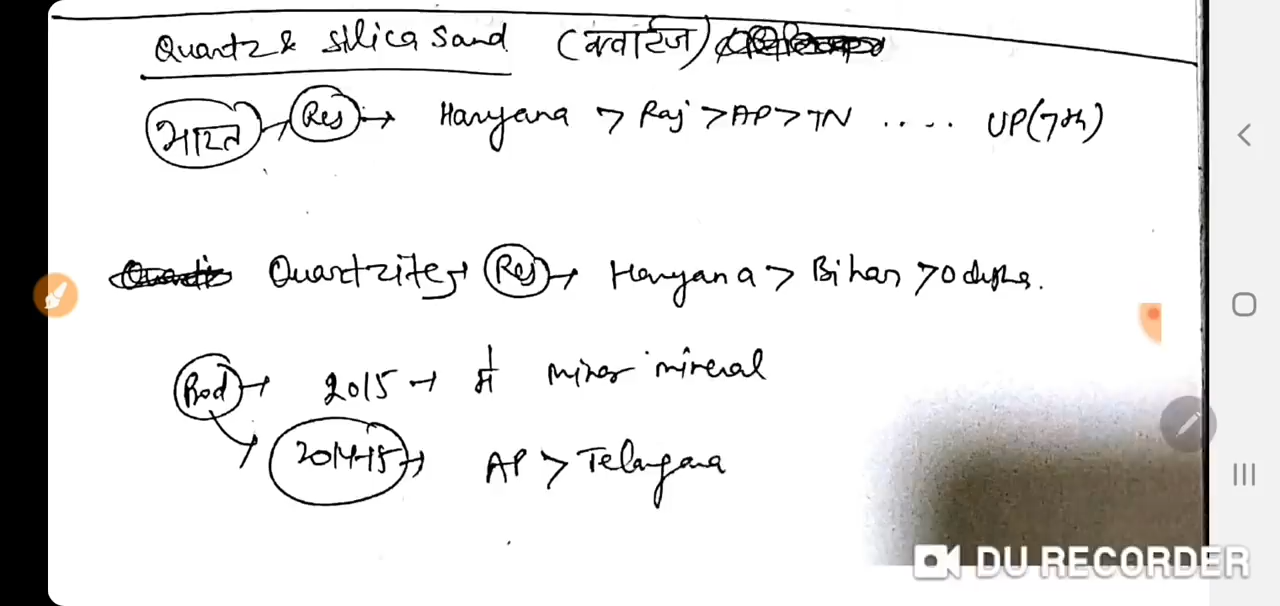 Quartz & silica sand (क्वार्टज)
भारत → Res → Haryana > Raj > AP > TN .... UP(7th)
Quartzite → Res → Haryana > Bihar > Odisha.
Prod → 2015 → में minor mineral
2014-15 → AP > Telangana
DU RECORDER